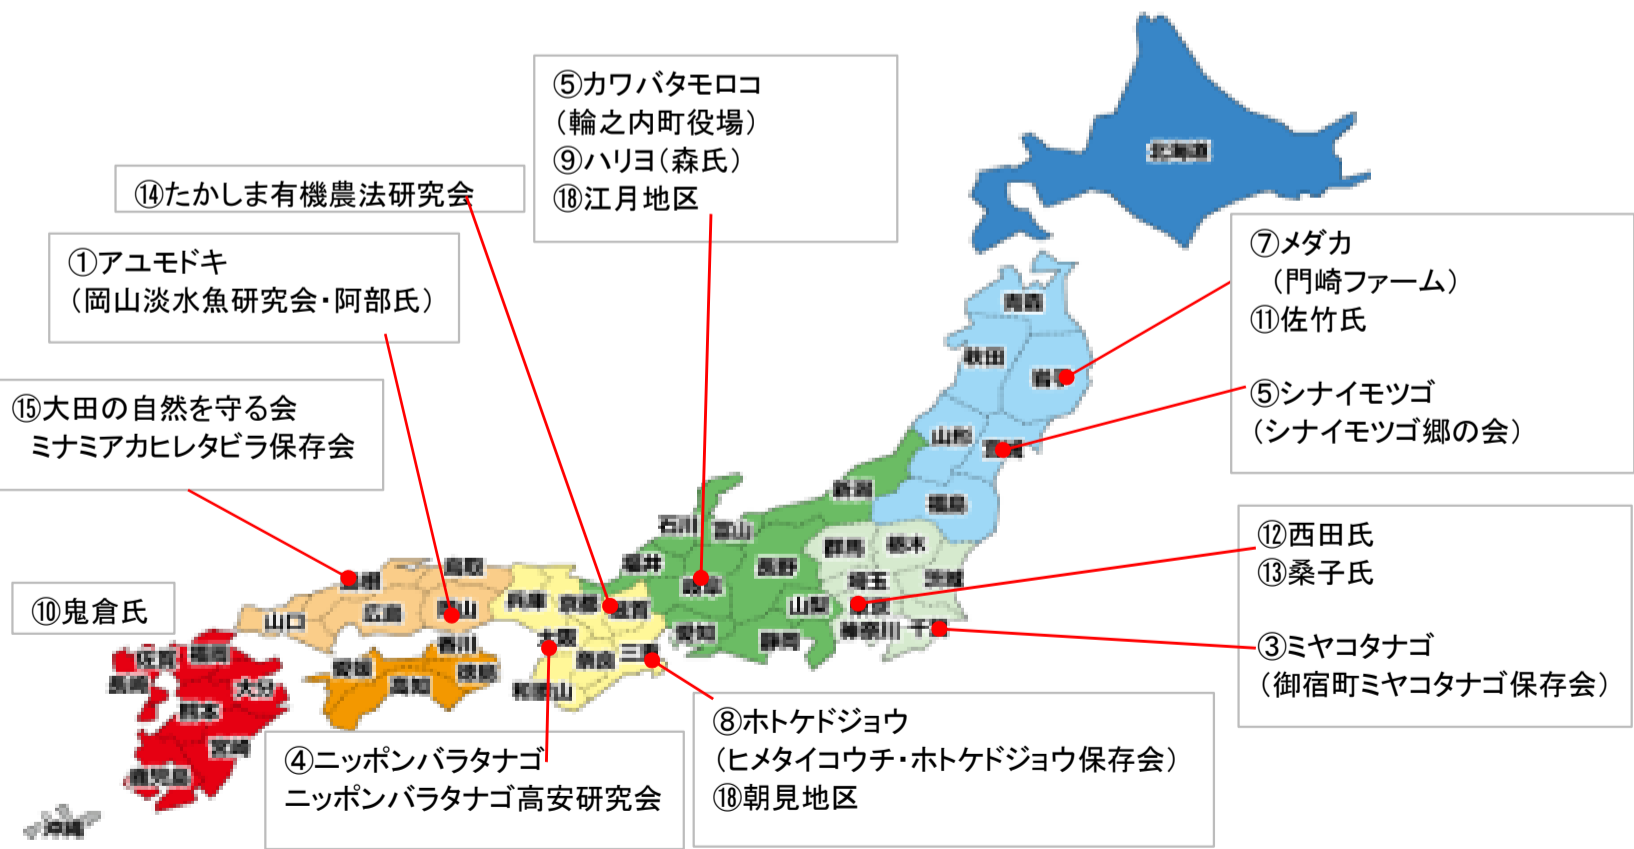 ⑤カワバタモロコ
(輪之内町役場)
⑨ハリヨ(森氏)
⑱江月地区
⑭たかしま有機農法研究会
①アユモドキ
(岡山淡水魚研究会・阿部氏)
⑮大田の自然を守る会
ミナミアカヒレタビラ保存会
⑩鬼倉氏
④ニッポンバラタナゴ
ニッポンバラタナゴ高安研究会
⑧ホトケドジョウ
(ヒメタイコウチ・ホトケドジョウ保存会)
⑱朝見地区
⑦メダカ
(門崎ファーム)
⑪佐竹氏
⑤シナイモツゴ
(シナイモツゴ郷の会)
⑫西田氏
⑬桑子氏
③ミヤコタナゴ
(御宿町ミヤコタナゴ保存会)
北海道
青森
秋田
岩手
山形
宮城
福島
新潟
石川
富山
福井
岐阜
長野
山梨
愛知
静岡
群馬
栃木
埼玉
茨城
東京
神奈川
千葉
鳥取
島根
岡山
広島
山口
兵庫
京都
滋賀
大阪
奈良
三重
和歌山
香川
愛媛
徳島
高知
佐賀
福岡
長崎
大分
熊本
宮崎
鹿児島
沖縄